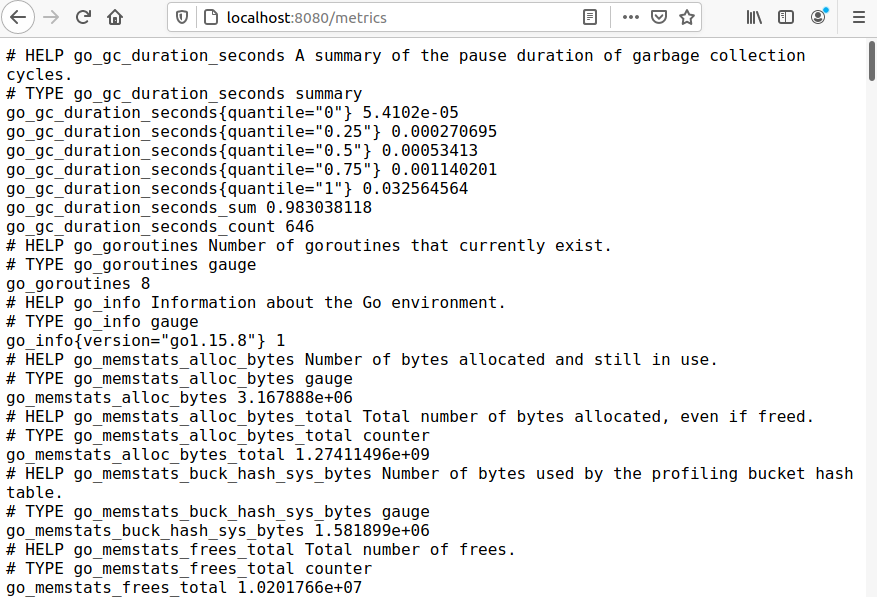 localhost:8080/metrics
# HELP go_gc_duration_seconds A summary of the pause duration of garbage collection
cycles.
# TYPE go_gc_duration_seconds summary
go_gc_duration_seconds{quantile="0"} 5.4102e-05
go_gc_duration_seconds{quantile="0.25"} 0.000270695
go_gc_duration_seconds{quantile="0.5"} 0.00053413
go_gc_duration_seconds{quantile="0.75"} 0.001140201
go_gc_duration_seconds{quantile="1"} 0.032564564
go_gc_duration_seconds_sum 0.983038118
go_gc_duration_seconds_count 646
# HELP go_goroutines Number of goroutines that currently exist.
# TYPE go_goroutines gauge
go_goroutines 8
# HELP go_info Information about the Go environment.
# TYPE go_info gauge
go_info{version="go1.15.8"} 1
# HELP go_memstats_alloc_bytes Number of bytes allocated and still in use.
# TYPE go_memstats_alloc_bytes gauge
go_memstats_alloc_bytes 3.167888e+06
# HELP go_memstats_alloc_bytes_total Total number of bytes allocated, even if freed.
# TYPE go_memstats_alloc_bytes_total counter
go_memstats_alloc_bytes_total 1.27411496e+09
# HELP go_memstats_buck_hash_sys_bytes Number of bytes used by the profiling bucket hash
table.
# TYPE go_memstats_buck_hash_sys_bytes gauge
go_memstats_buck_hash_sys_bytes 1.581899e+06
# HELP go_memstats_frees_total Total number of frees.
# TYPE go_memstats_frees_total counter
go_memstats_frees_total 1.0201766e+07